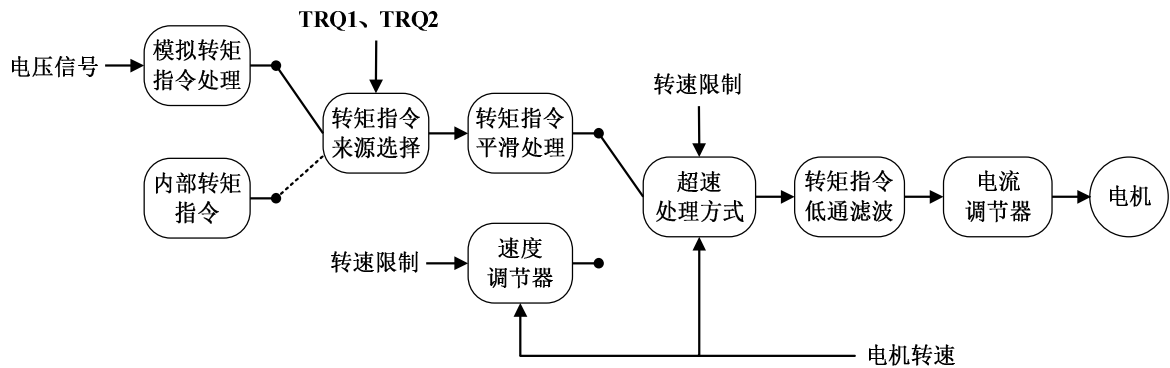 TRQ1、TRQ2
电压信号
模拟转矩
指令处理
转矩指令
来源选择
内部转矩
指令
转矩指令
平滑处理
转速限制
超速
处理方式
转矩指令
低通滤波
电流
调节器
电机
转速限制
速度
调节器
电机转速